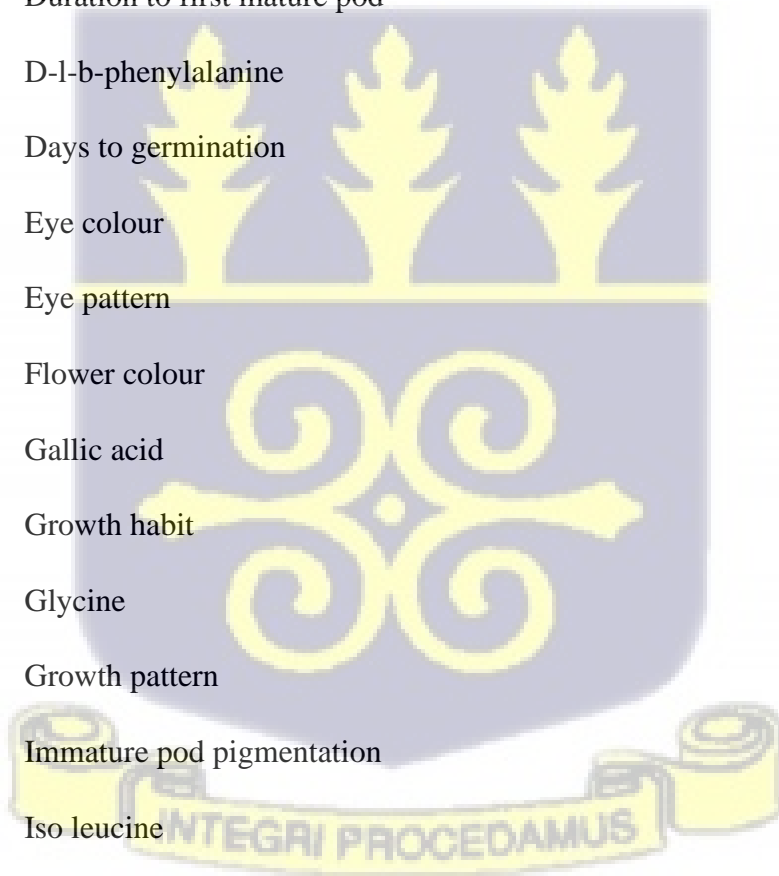 Duration to first mature pod
D-l-b-phenylalanine
Days to germination
Eye colour
Eye pattern
Flower colour
Gallic acid
Growth habit
Glycine
Growth pattern
Immature pod pigmentation
Iso leucine
INTEGRI PROCEDAMUS